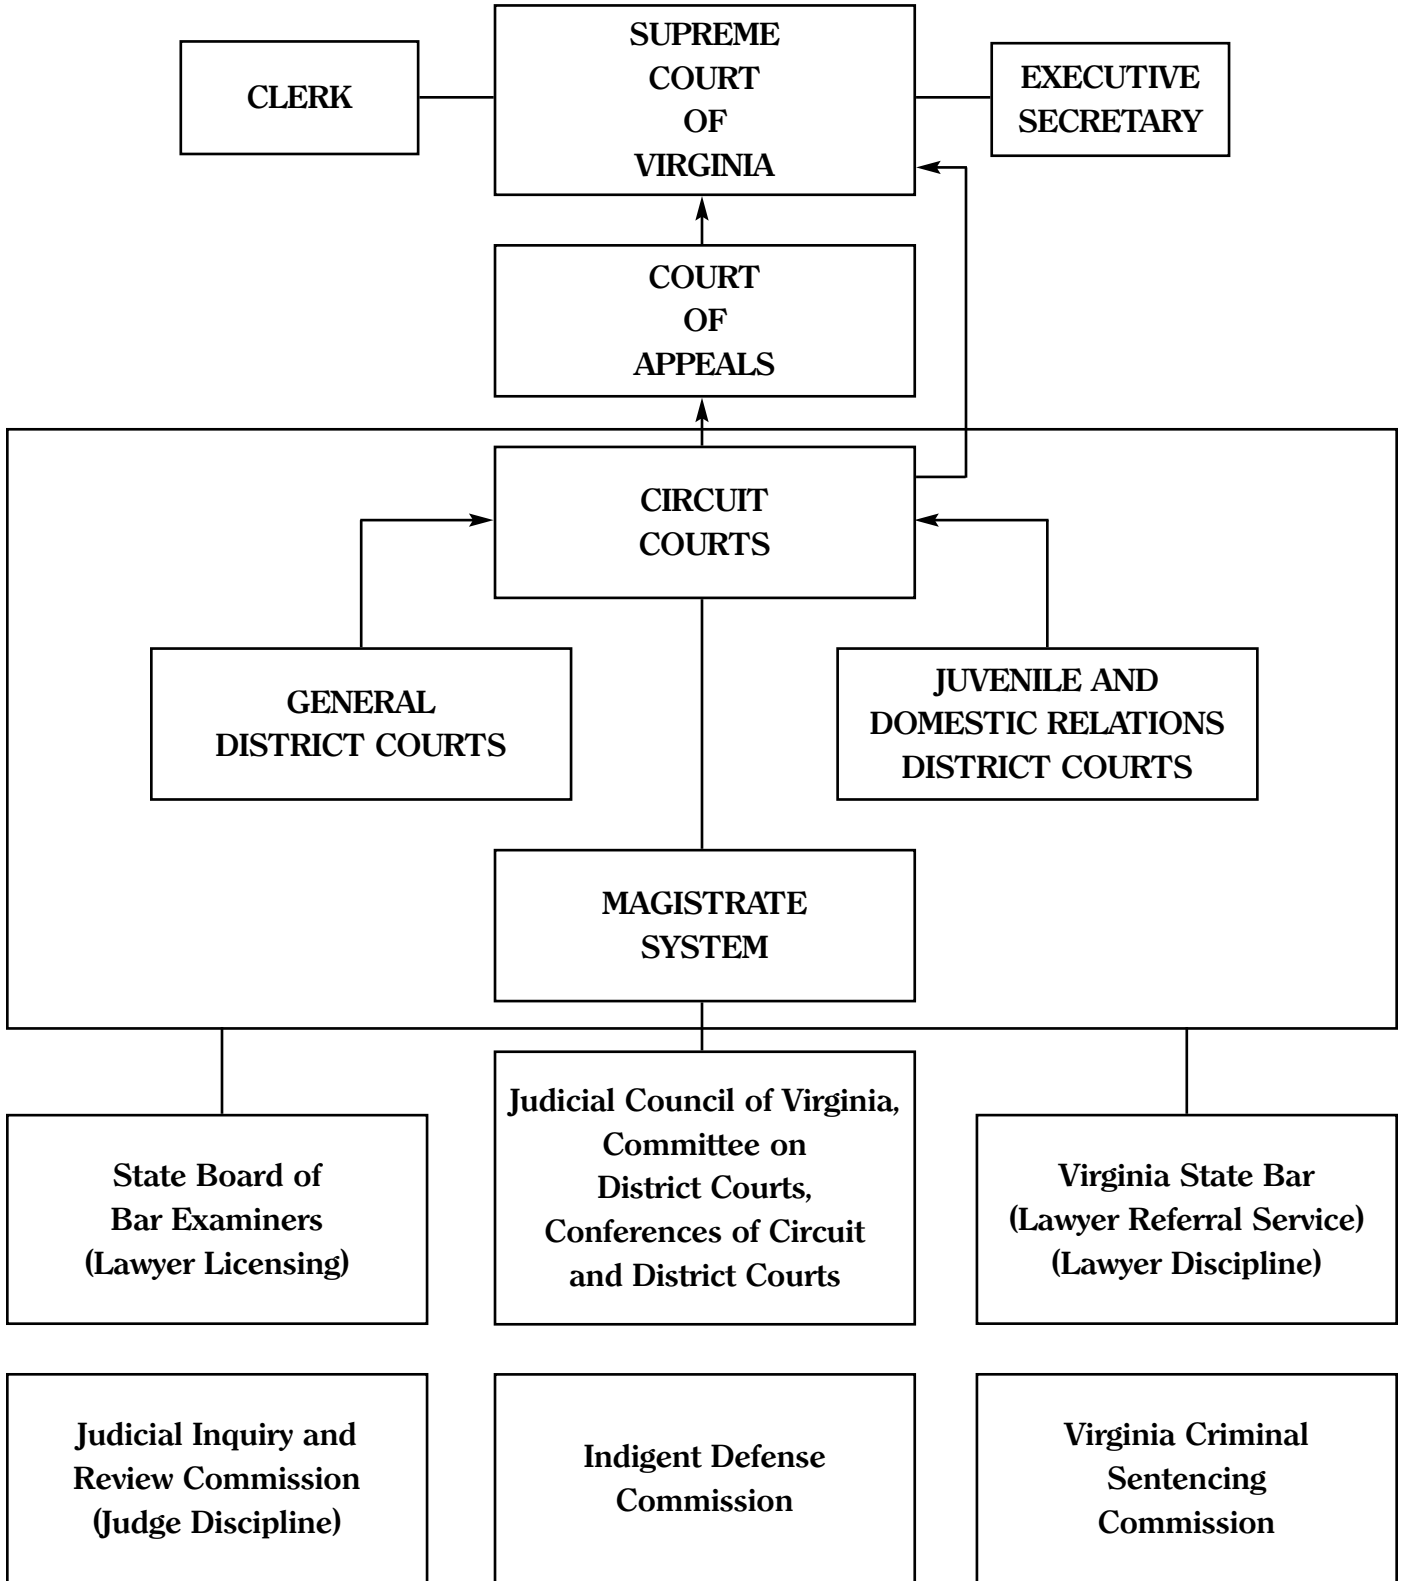 CLERK
SUPREME
COURT
OF
VIRGINIA
EXECUTIVE
SECRETARY
COURT
OF
APPEALS
CIRCUIT
COURTS
GENERAL
DISTRICT COURTS
JUVENILE AND
DOMESTIC RELATIONS
DISTRICT COURTS
MAGISTRATE
SYSTEM
State Board of
Bar Examiners
(Lawyer Licensing)
Judicial Council of Virginia,
Committee on
District Courts,
Conferences of Circuit
and District Courts
Virginia State Bar
(Lawyer Referral Service)
(Lawyer Discipline)
Judicial Inquiry and
Review Commission
(Judge Discipline)
Indigent Defense
Commission
Virginia Criminal
Sentencing
Commission